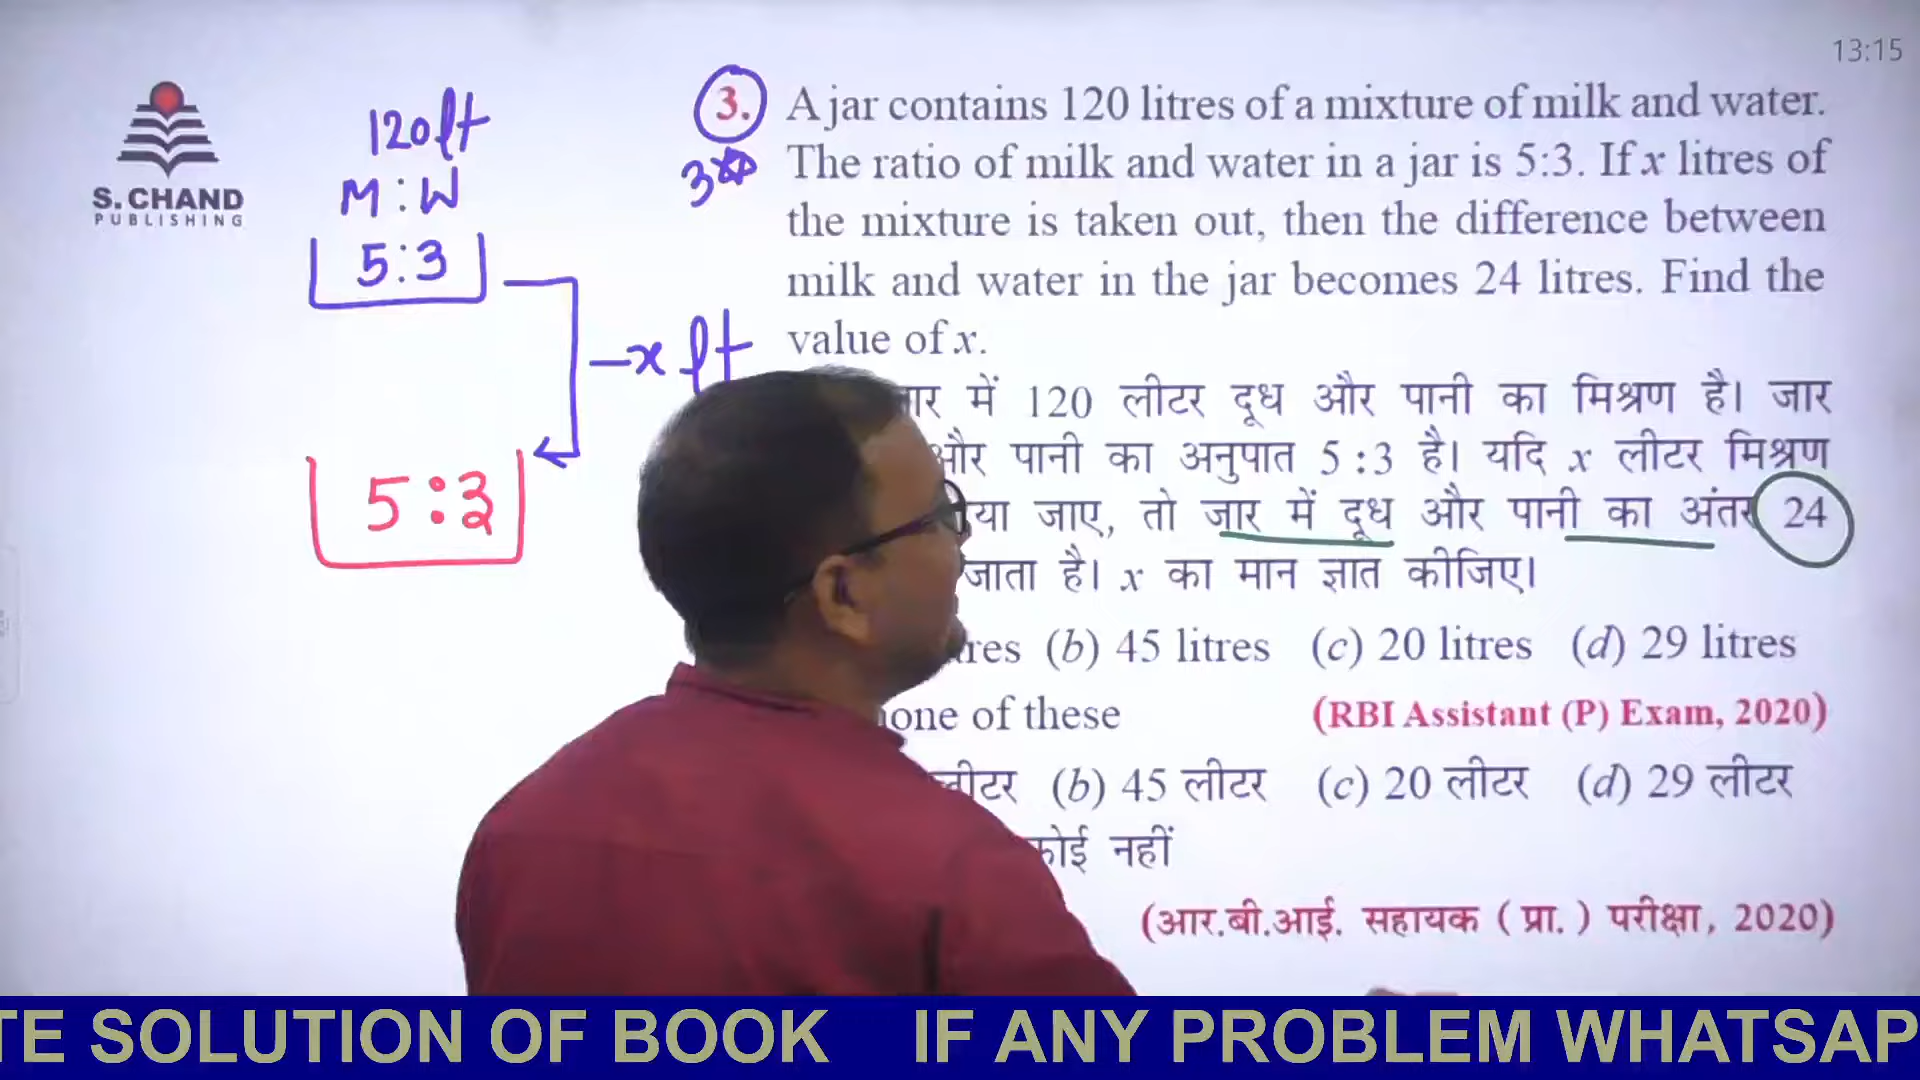 13:15
S. CHAND
PUBLISHING
120 lt
M : W
5 : 3
-x lt
5 : 3
3.
3
A jar contains 120 litres of a mixture of milk and water.
The ratio of milk and water in a jar is 5:3. If x litres of
the mixture is taken out, then the difference between
milk and water in the jar becomes 24 litres. Find the
value of x.
में 120 लीटर दूध और पानी का मिश्रण है। जार
और पानी का अनुपात 5 : 3 है। यदि x लीटर मिश्रण
जाए, तो जार में दूध और पानी का अंतर 24
जाता है। x का मान ज्ञात कीजिए।
(b) 45 litres (c) 20 litres (d) 29 litres
of these (RBI Assistant (P) Exam, 2020)
लीटर (b) 45 लीटर (c) 20 लीटर (d) 29 लीटर
कोई नहीं
(आर.बी.आई. सहायक ( प्रा. ) परीक्षा, 2020)
SOLUTION OF BOOK IF ANY PROBLEM